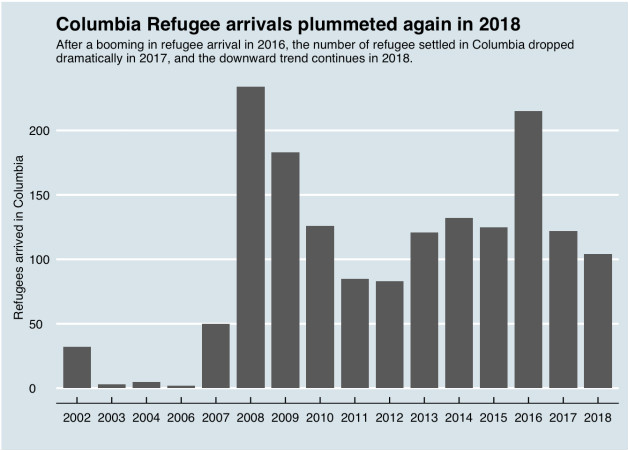 Columbia Refugee arrivals plummeted again in 2018
After a booming in refugee arrival in 2016, the number of refugee settled in Columbia dropped
dramatically in 2017, and the downward trend continues in 2018.
Refugees arrived in Columbia
200
150
100
50
0
2002 2003 2004 2006 2007 2008 2009 2010 2011 2012 2013 2014 2015 2016 2017 2018